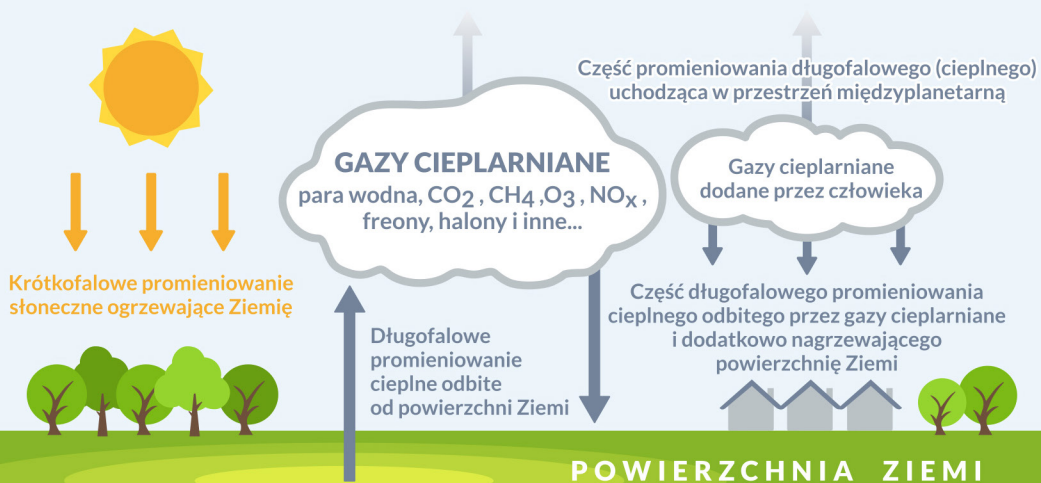 Krótkofalowe promieniowanie
słoneczne ogrzewające Ziemię
GAZY CIEPLARNIANE
para wodna, CO2 , CH4 ,O3 , NOx ,
freony, halony i inne...
Długofalowe
promieniowanie
cieplne odbite
od powierzchni Ziemi
Część promieniowania długofalowego (cieplnego)
uchodząca w przestrzeń międzyplanetarną
Gazy cieplarniane
dodane przez człowieka
Część długofalowego promieniowania
cieplnego odbitego przez gazy cieplarniane
i dodatkowo nagrzewającego
powierzchnię Ziemi
POWIERZCHNIA ZIEMI